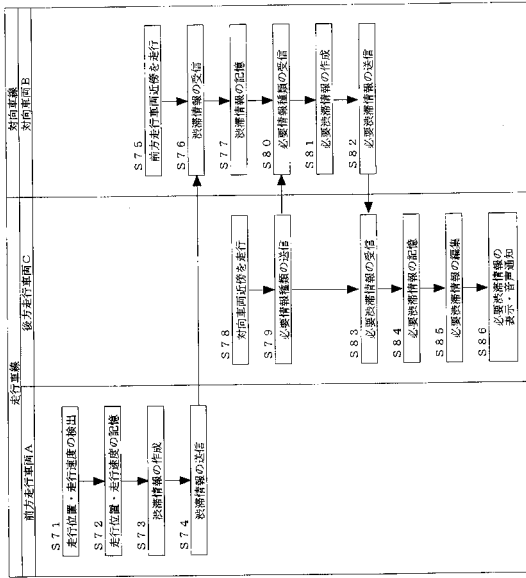 走行車線
対向車線
前方走行車両A
後方走行車両C
対向車両B
S71
走行位置・走行速度の検出
S72
走行位置・走行速度の記憶
S73
渋滞情報の作成
S74
渋滞情報の送信
S75
前方走行車両近傍を走行
S76
渋滞情報の受信
S77
渋滞情報の記憶
S78
対向車両近傍を走行
S79
必要情報種類の送信
S80
必要情報種類の受信
S81
必要渋滞情報の作成
S82
必要渋滞情報の送信
S83
必要渋滞情報の受信
S84
必要渋滞情報の記憶
S85
必要渋滞情報の編集
S86
必要渋滞情報の
表示・音声通知